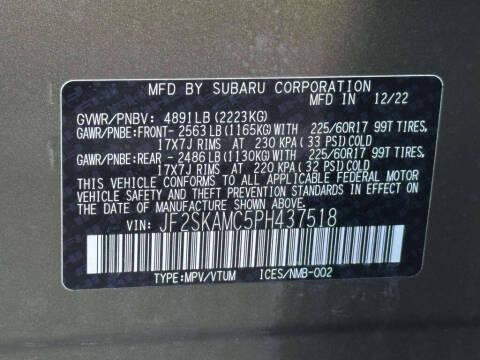 MFD BY SUBARU CORPORATION
MFD IN 12/22
GVWR/PNBV: 4891LB(2223KG)
GAWR/PNBE:FRONT- 2563LB(1165KG)WITH 225/60R17 99T TIRES,
17X7J RIMS AT 230 KPA(33 PSI)COLD
GAWR/PNBE:REAR - 2486LB(1130KG)WITH 225/60R17 99T TIRES,
17X7J RIMS AT 220 KPA(32 PSI)COLD
THIS VEHICLE CONFORMS TO ALL APPLICABLE FEDERAL MOTOR
VEHICLE SAFETY AND THEFT PREVENTION STANDARDS IN EFFECT ON
THE DATE OF MANUFACTURE SHOWN ABOVE.
VIN: JF2SKAMC5PH437518
TYPE:MPV/VTUM ICES/NMB-002